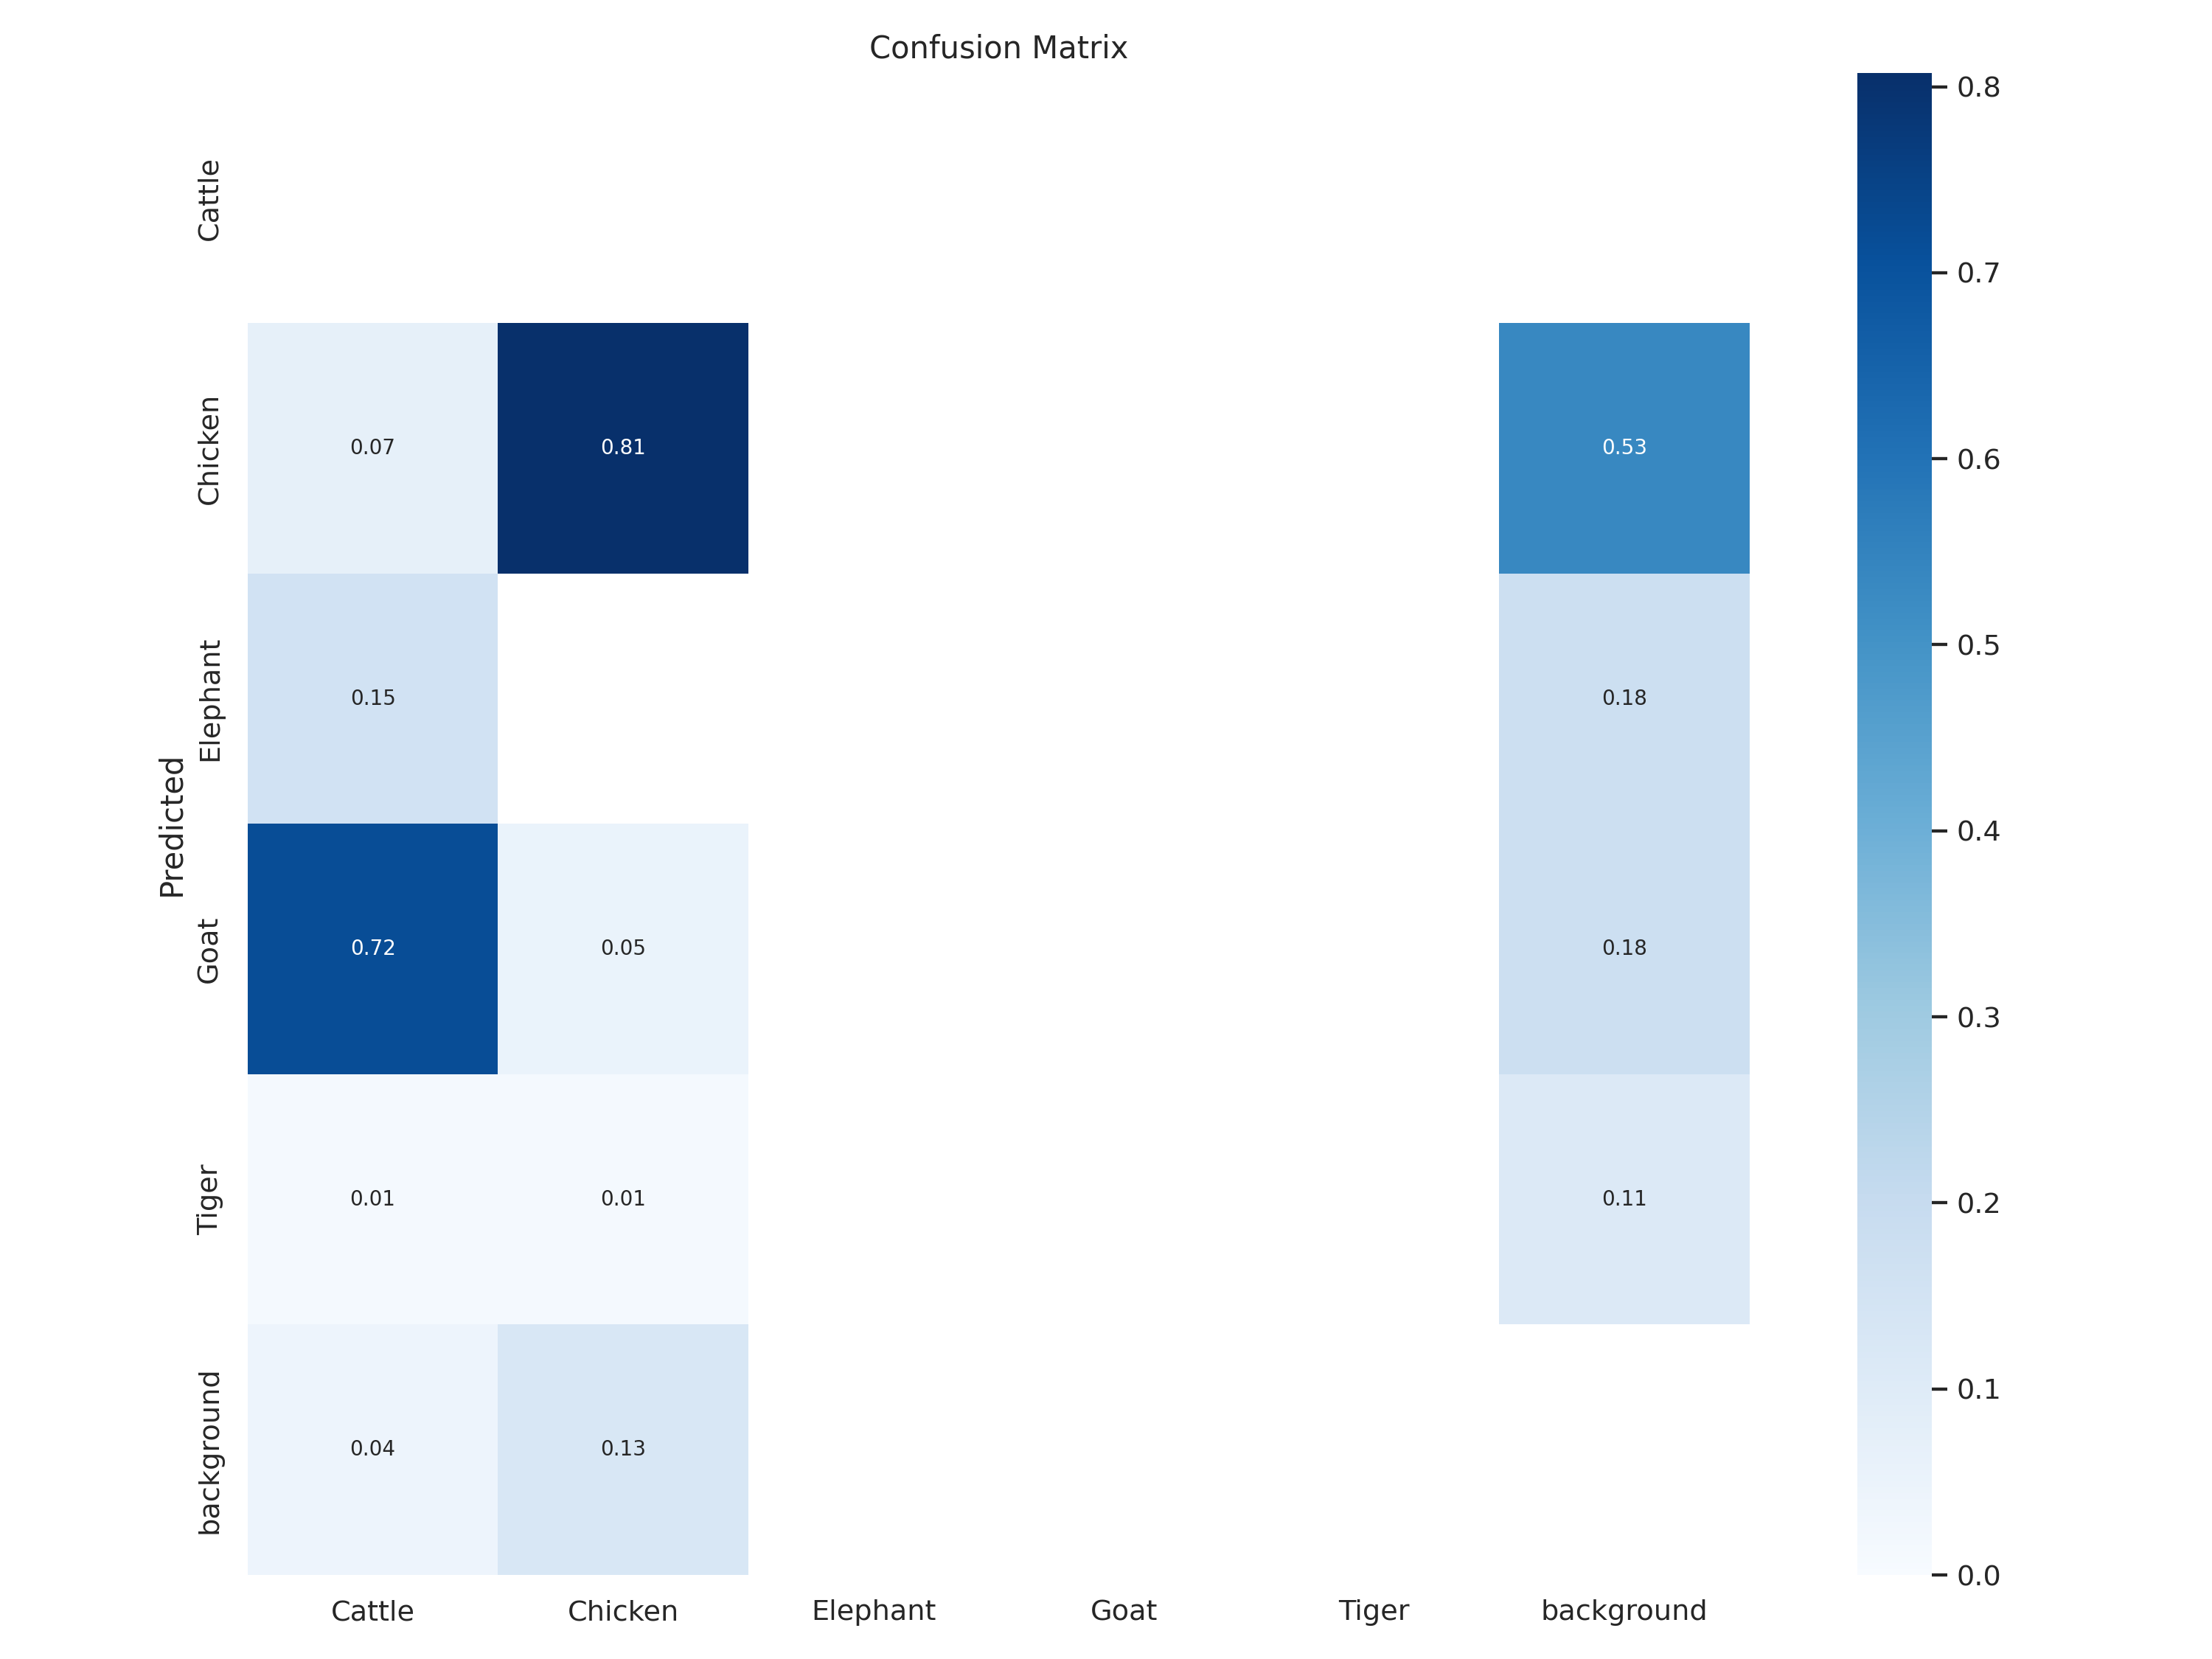 Confusion Matrix
Predicted
Cattle
Chicken
Elephant
Goat
Tiger
background
0.07 0.81 0.53
0.15 0.18
0.72 0.05 0.18
0.01 0.01 0.11
0.04 0.13
Cattle Chicken Elephant Goat Tiger background
0.8
0.7
0.6
0.5
0.4
0.3
0.2
0.1
0.0